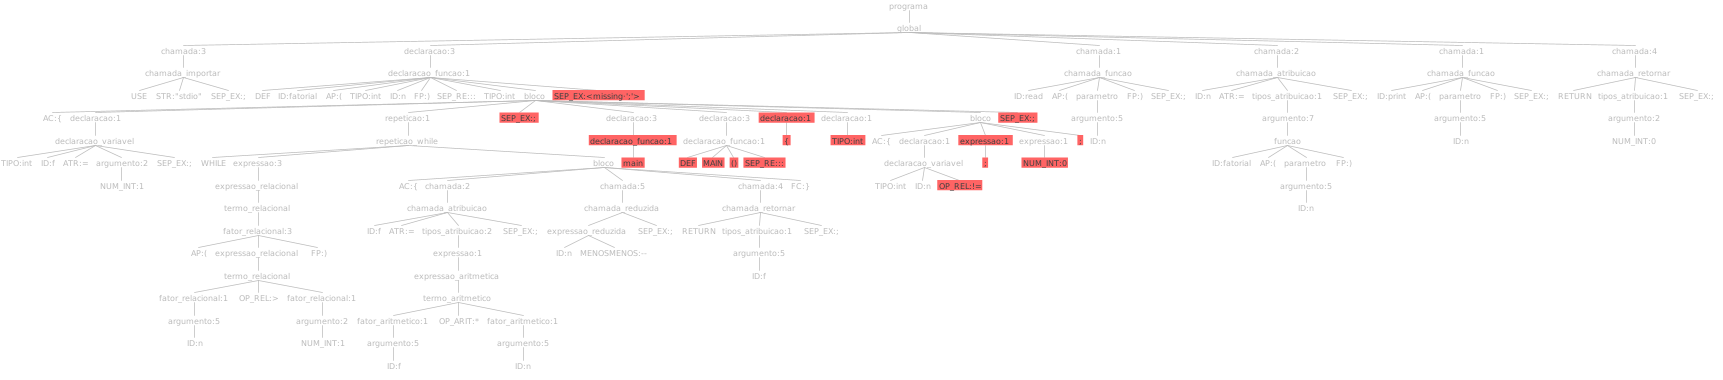 programa
global
chamada:3 declaracao:3 chamada:1 chamada:2 chamada:1 chamada:4
chamada_importar declaracao_funcao:1 chamada_funcao chamada_atribuicao chamada_funcao chamada_retornar
USE STR:"stdio" SEP_EX:; DEF ID:fatorial AP:( TIPO:int ID:n FP:) SEP_RE::: TIPO:int bloco SEP_EX:<missing-';'> ID:read AP:( parametro FP:) SEP_EX:; ID:n ATR:= tipos_atribuicao:1 SEP_EX:; ID:print AP:( parametro FP:) SEP_EX:; RETURN tipos_atribuicao:1 SEP_EX:;
AC:{ declaracao:1 repeticao:1 SEP_EX:; declaracao:3 declaracao:3 declaracao:1 declaracao:1 bloco SEP_EX:; argumento:5 argumento:7 argumento:5 argumento:2
declaracao_variavel repeticao_while declaracao_funcao:1 declaracao_funcao:1 { TIPO:int AC:{ declaracao:1 expressao:1 expressao:1 ; ID:n funcao ID:n NUM_INT:0
TIPO:int ID:f ATR:= argumento:2 SEP_EX:; WHILE expressao:3 bloco main DEF MAIN () SEP_RE::: declaracao_variavel ; NUM_INT:0 ID:fatorial AP:( parametro FP:)
NUM_INT:1 expressao_relacional AC:{ chamada:2 chamada:5 chamada:4 FC:} TIPO:int ID:n OP_REL:!= argumento:5
termo_relacional chamada_atribuicao chamada_reduzida chamada_retornar ID:n
fator_relacional:3 ID:f ATR:= tipos_atribuicao:2 SEP_EX:; expressao_reduzida SEP_EX:; RETURN tipos_atribuicao:1 SEP_EX:;
AP:( expressao_relacional FP:) expressao:1 ID:n MENOSMENOS:-- argumento:5
termo_relacional expressao_aritmetica ID:f
fator_relacional:1 OP_REL:> fator_relacional:1 termo_aritmetico
argumento:5 argumento:2 fator_aritmetico:1 OP_ARIT:* fator_aritmetico:1
ID:n NUM_INT:1 argumento:5 argumento:5
ID:f ID:n